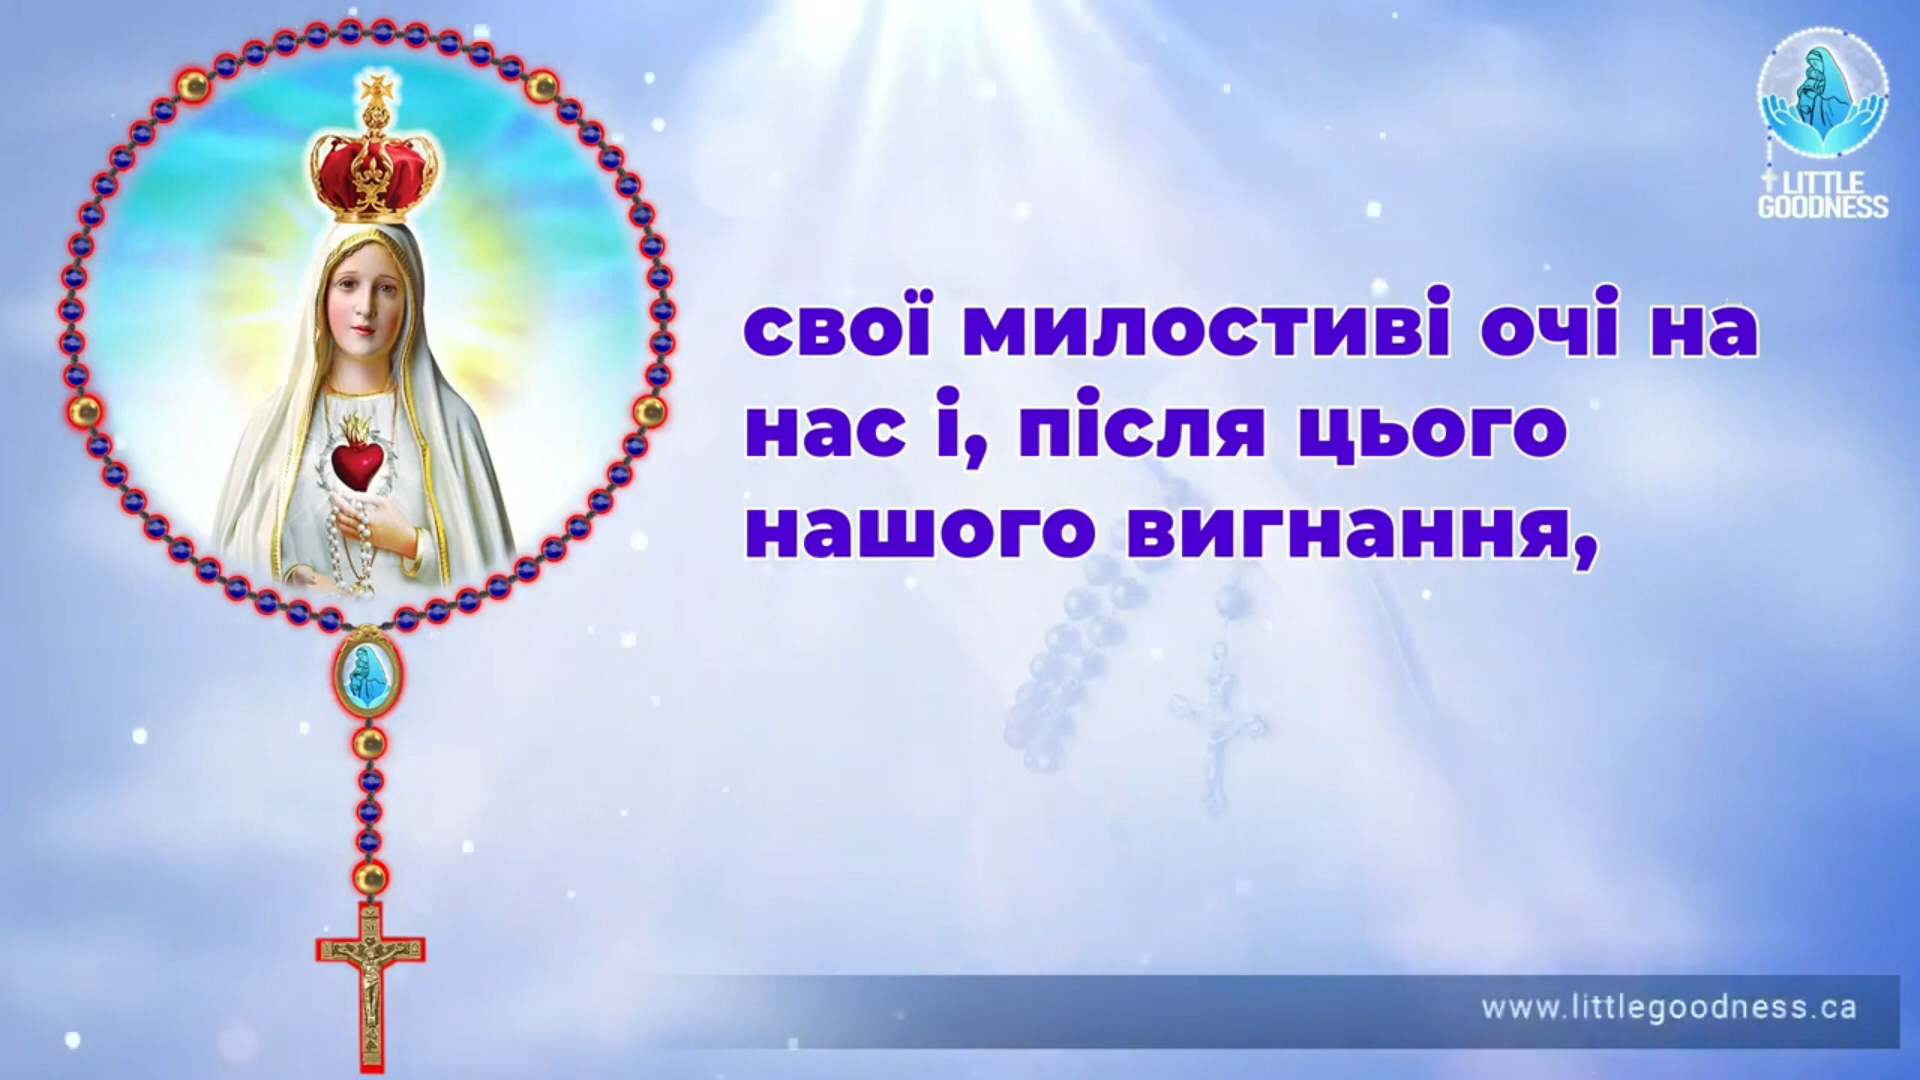 LITTLE
GOODNESS
свої милостиві очі на
нас і, після цього
нашого вигнання,
www.littlegoodness.ca